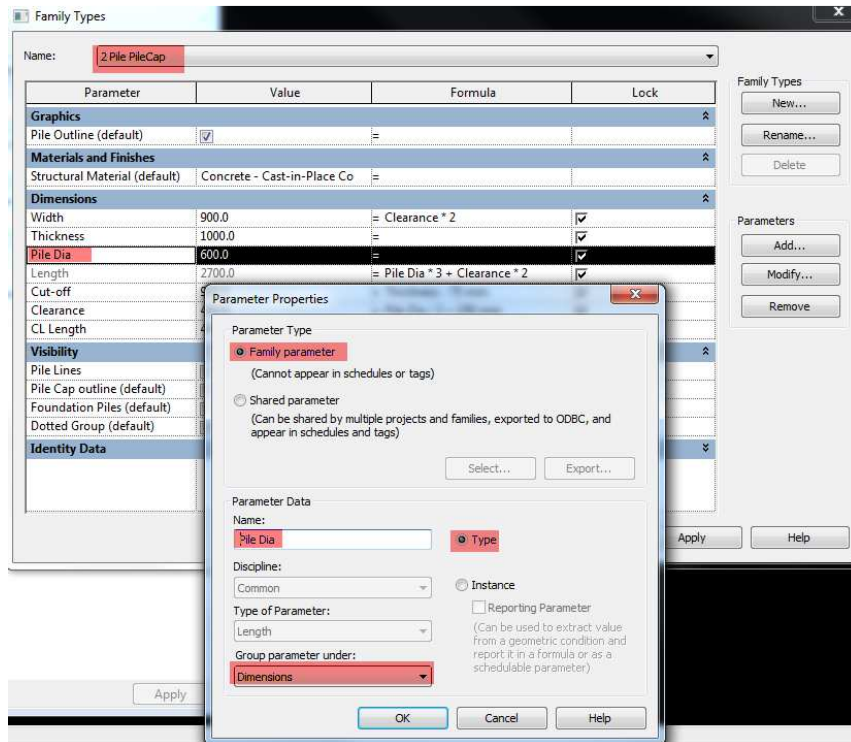 Family Types
Name: 2 Pile PileCap
Parameter Value Formula Lock
Graphics
Pile Outline (default) =
Materials and Finishes
Structural Material (default) Concrete - Cast-in-Place Co =
Dimensions
Width 900.0 = Clearance * 2
Thickness 1000.0 =
Pile Dia 600.0 =
Length 2700.0 = Pile Dia * 3 + Clearance * 2
Cut-off
Clearance
CL Length
Visibility
Pile Lines
Pile Cap outline (default)
Foundation Piles (default)
Dotted Group (default)
Identity Data
Family Types
New...
Rename...
Delete
Parameters
Add...
Modify...
Remove
Apply Help
Apply
Parameter Properties
Parameter Type
Family parameter
(Cannot appear in schedules or tags)
Shared parameter
(Can be shared by multiple projects and families, exported to ODBC, and
appear in schedules and tags)
Select... Export...
Parameter Data
Name:
Pile Dia
Type
Discipline:
Common
Instance
Type of Parameter:
Reporting Parameter
Length
(Can be used to extract value
from a geometric condition and
report it in a formula or as a
schedulable parameter)
Group parameter under:
Dimensions
OK Cancel Help